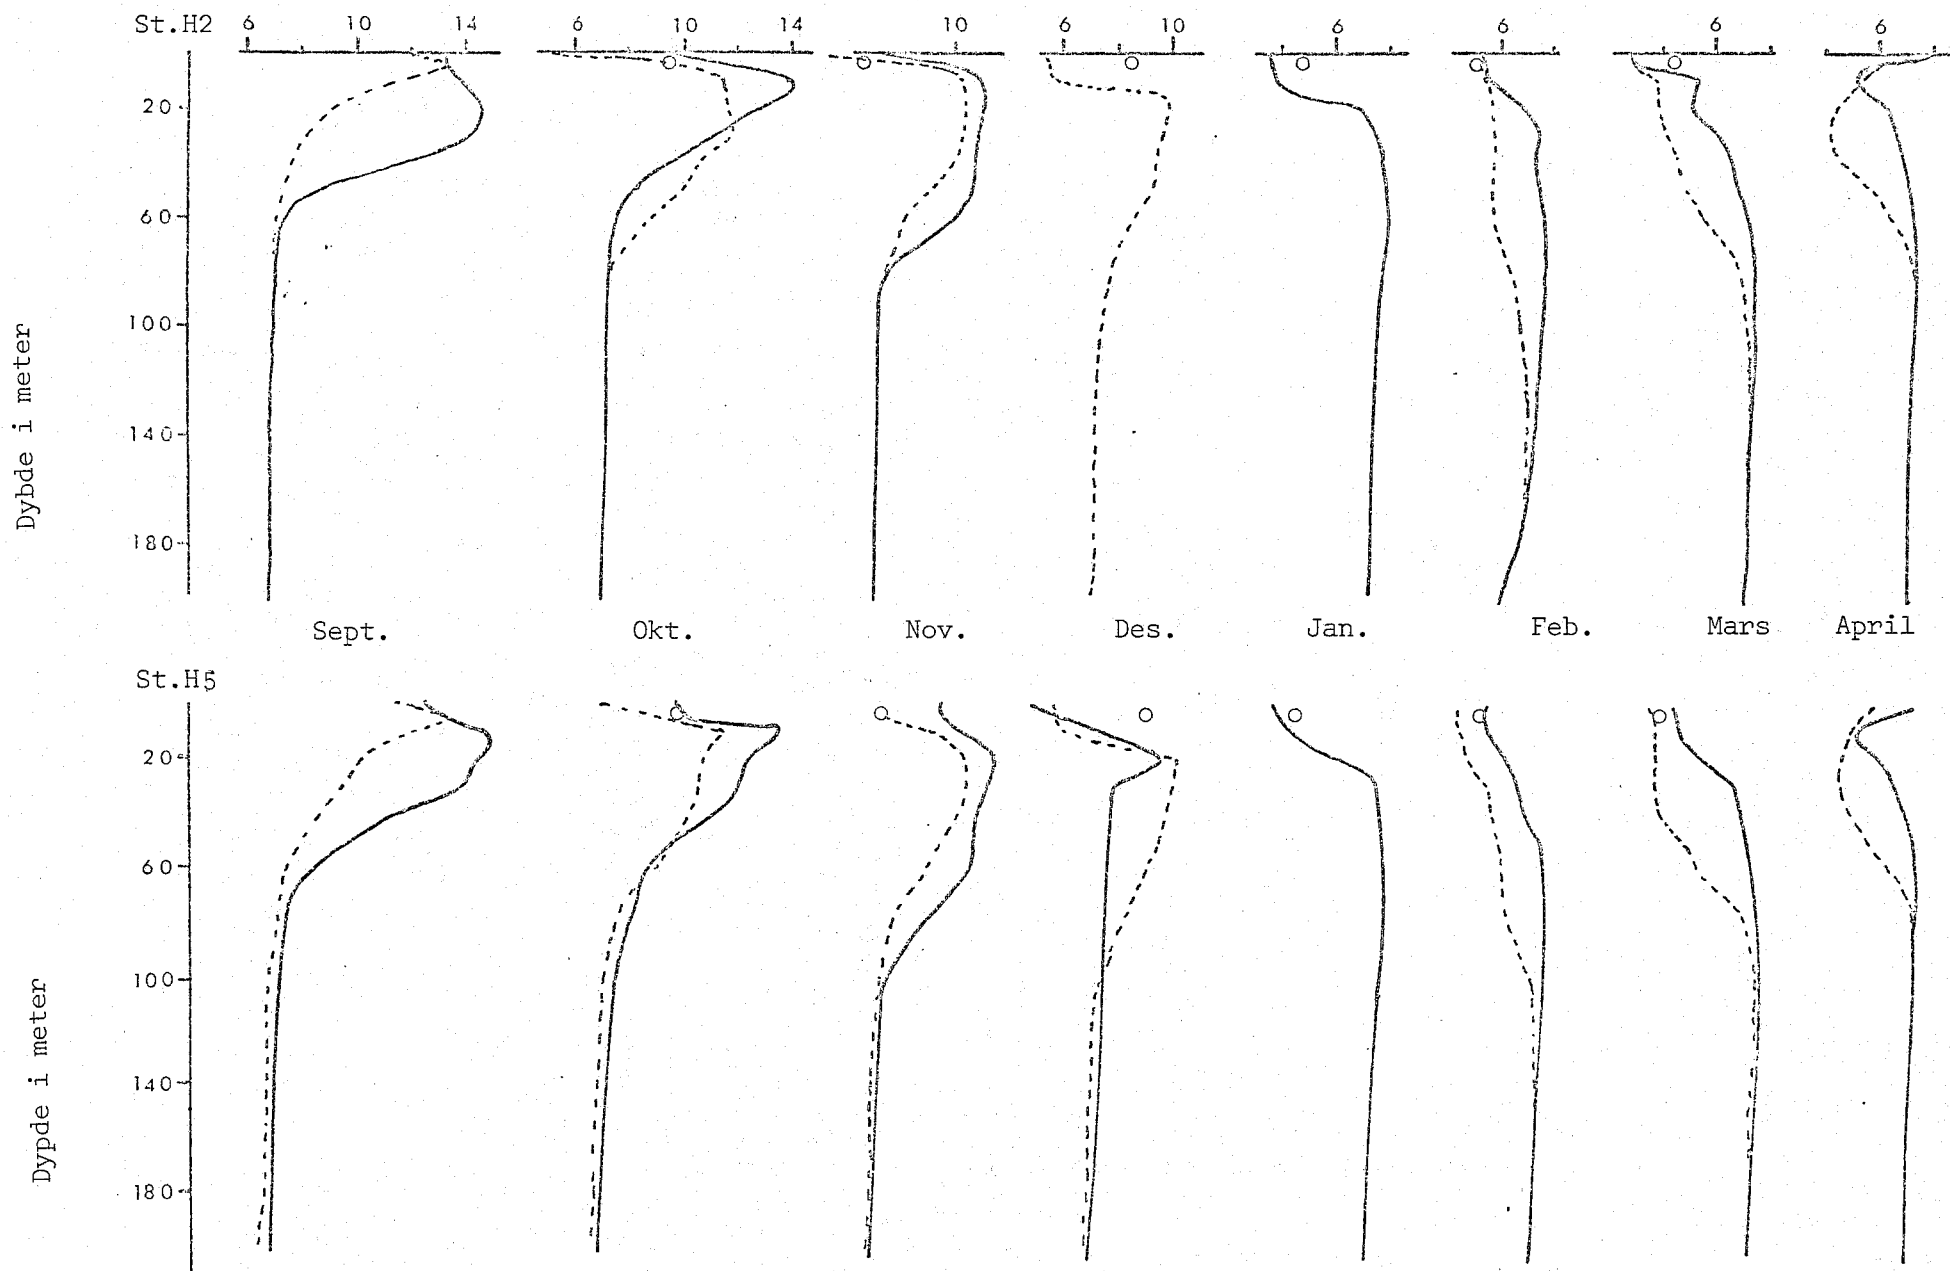 St.H2 6 10 14 6 10 14 10 6 10 6 6 6 6
20
60
100
140
180
Dybde i meter
Sept. Okt. Nov. Des. Jan. Feb. Mars April
St.H5
20
60
100
140
180
Dypde i meter